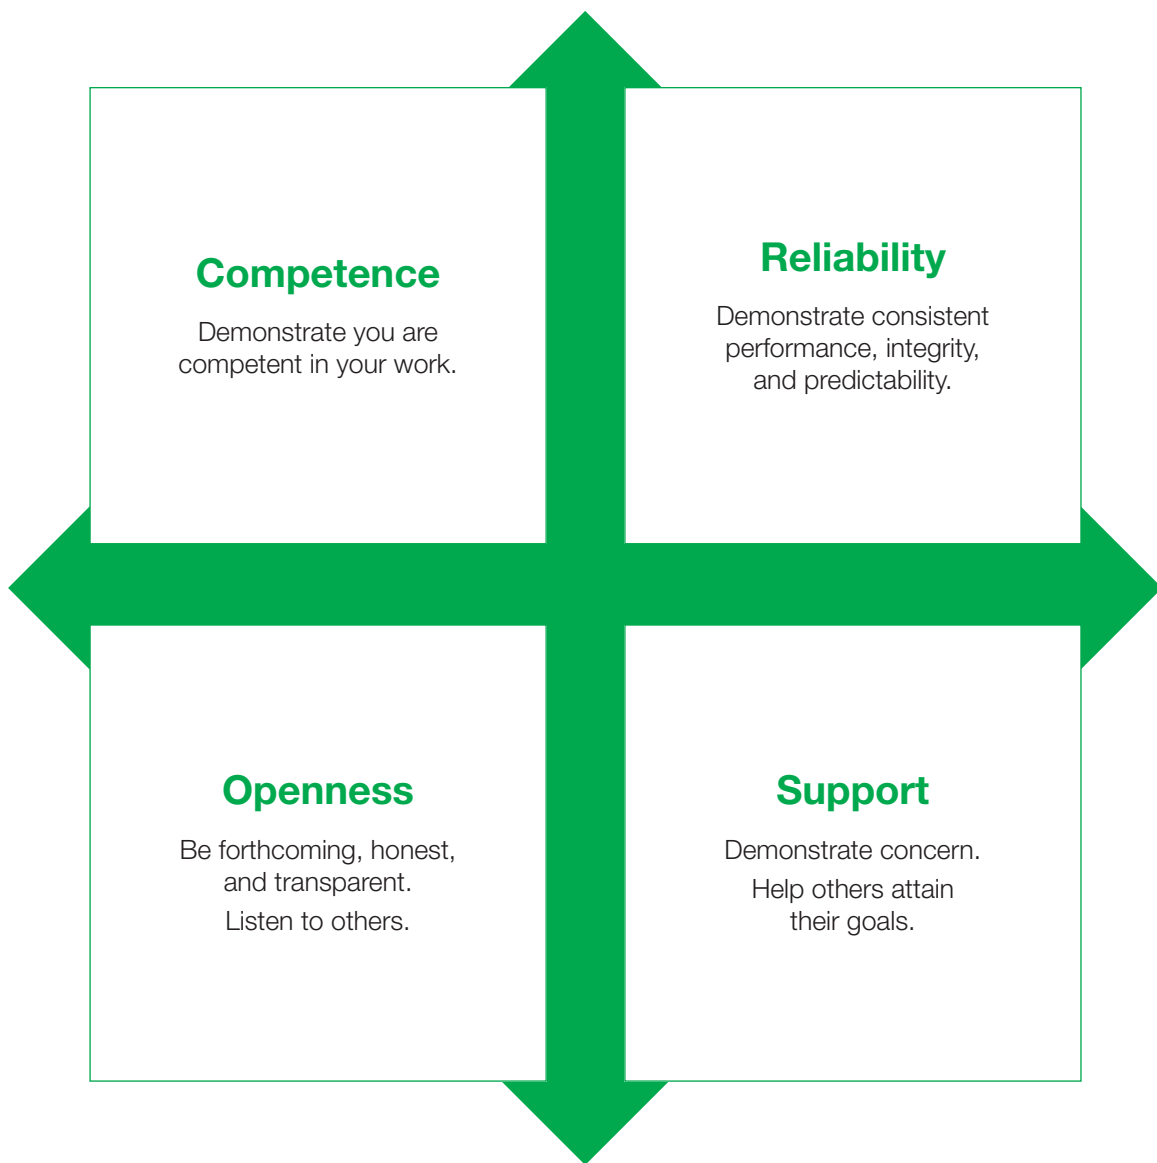 Competence
Demonstrate you are
competent in your work.
Reliability
Demonstrate consistent
performance, integrity,
and predictability.
Openness
Be forthcoming, honest,
and transparent.
Listen to others.
Support
Demonstrate concern.
Help others attain
their goals.